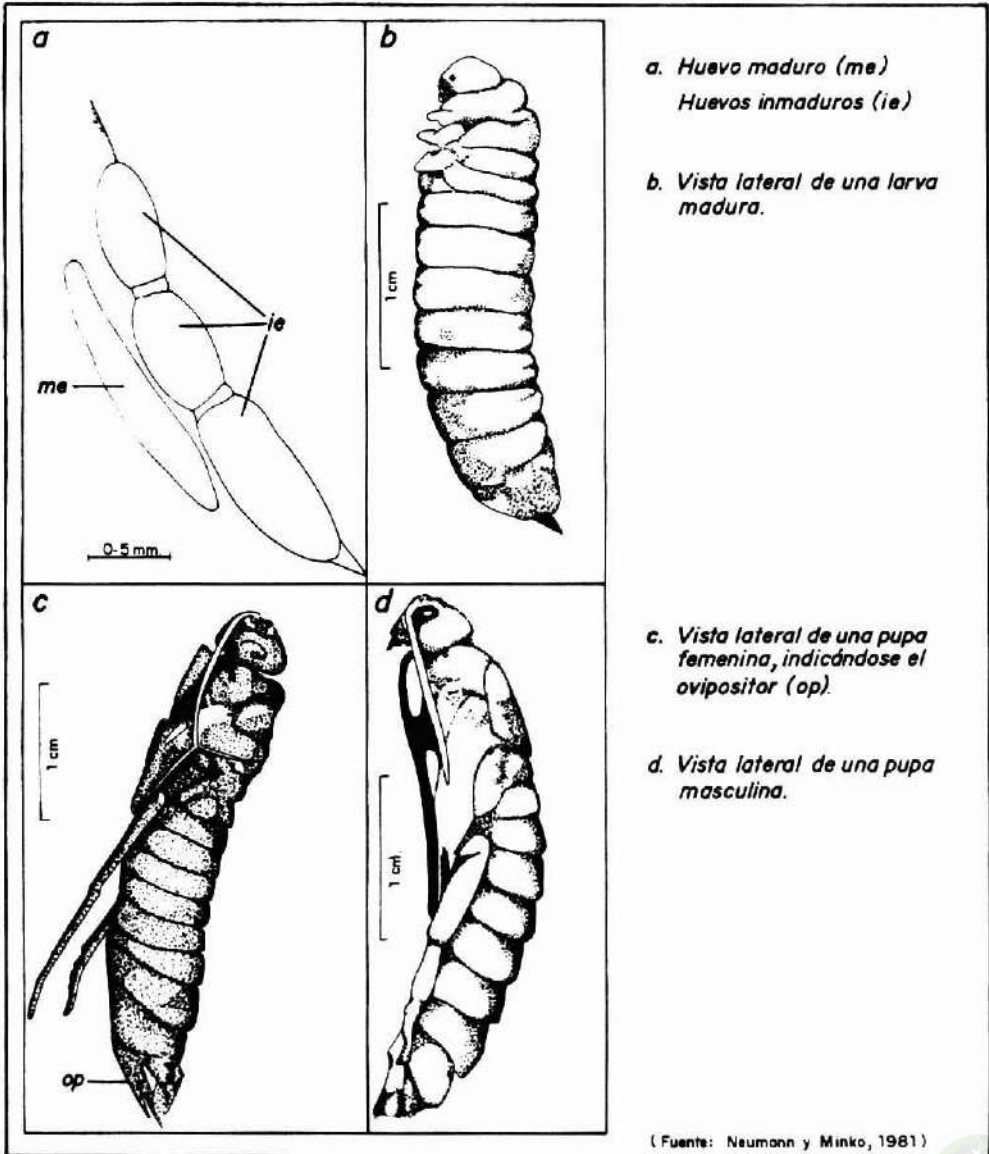 a
ie
me
0-5 mm.
b
1 cm
a. Huevo maduro (me)
Huevos inmaduros (ie)
b. Vista lateral de una larva
madura.
c
1 cm
op
d
1 cm
c. Vista lateral de una pupa
femenina, indicándose el
ovipositor (op).
d. Vista lateral de una pupa
masculina.
(Fuente: Neumann y Minko, 1981)